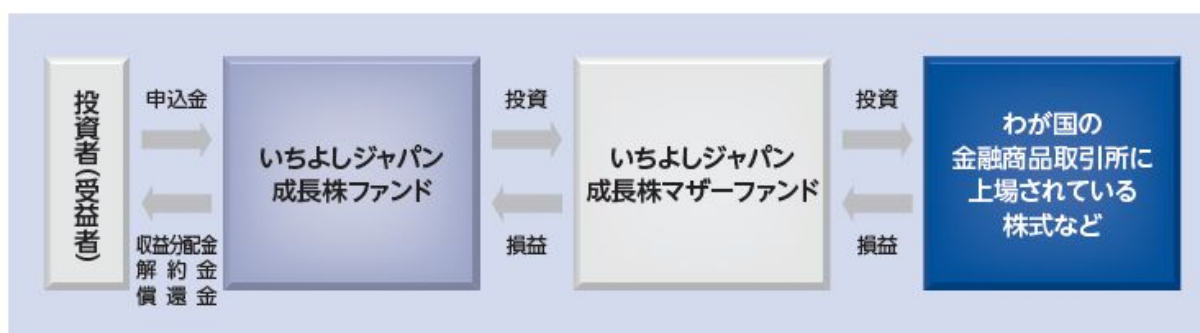 投資者(受益者)
申込金
収益分配金
解約金
償還金
いちよしジャパン
成長株ファンド
投資
損益
いちよしジャパン
成長株マザーファンド
投資
損益
わが国の
金融商品取引所に
上場されている
株式など